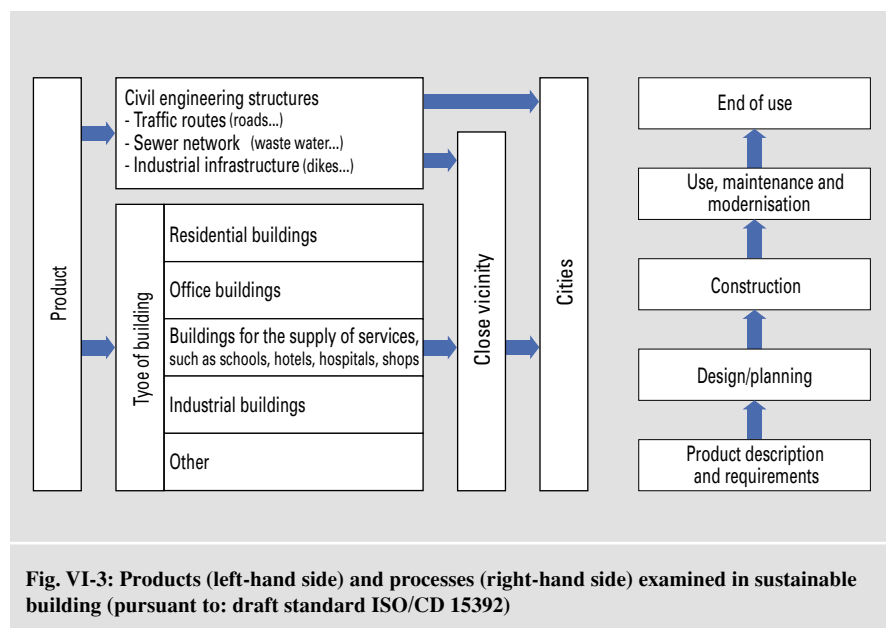 Product
Civil engineering structures
- Traffic routes (roads...)
- Sewer network (waste water...)
- Industrial infrastructure (dikes...)
Tyoe of building
Residential buildings
Office buildings
Buildings for the supply of services,
such as schools, hotels, hospitals, shops
Industrial buildings
Other
Close vicinity
Cities
End of use
Use, maintenance and
modernisation
Construction
Design/planning
Product description
and requirements
Fig. VI-3: Products (left-hand side) and processes (right-hand side) examined in sustainable
building (pursuant to: draft standard ISO/CD 15392)